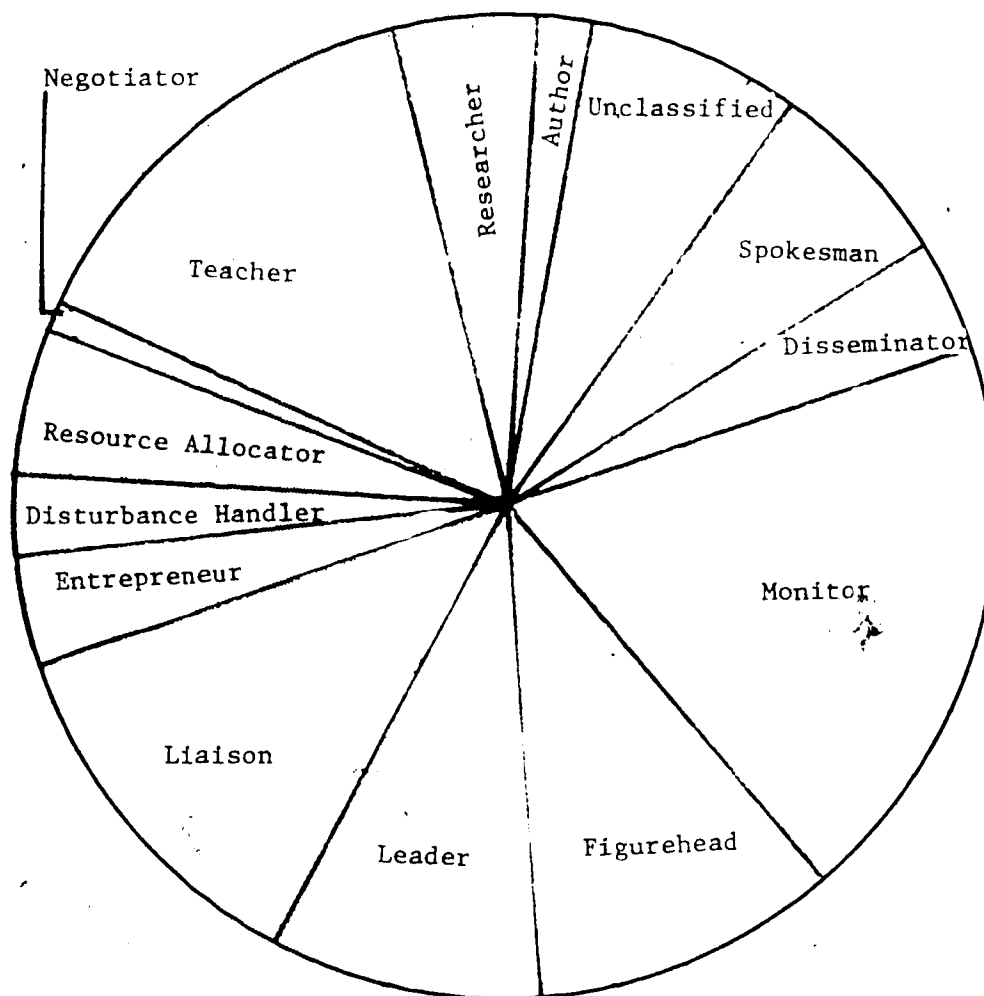 Negotiator
Teacher
Researcher
Author
Unclassified
Spokesman
Disseminator
Resource Allocator
Disturbance Handler
Entrepreneur
Monitor
Liaison
Leader
Figurehead